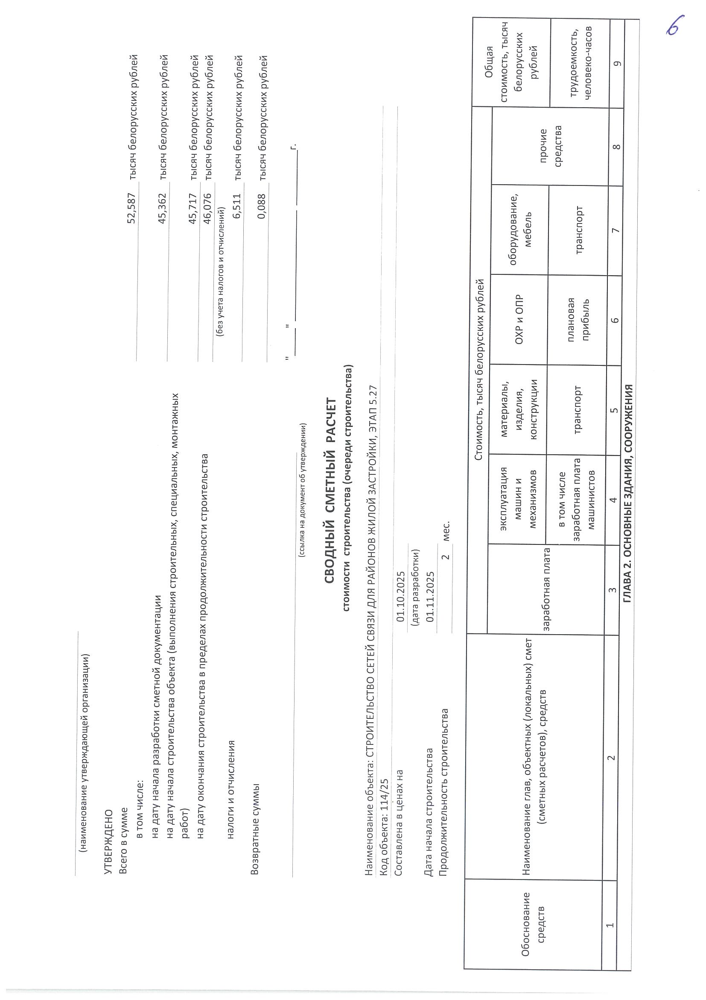 6
(наименование утверждающей организации)
УТВЕРЖДЕНО
Всего в сумме 52,587 тысяч белорусских рублей
в том числе:
на дату начала разработки сметной документации 45,362 тысяч белорусских рублей
на дату начала строительства объекта (выполнения строительных, специальных, монтажных
работ) 45,717 тысяч белорусских рублей
на дату окончания строительства в пределах продолжительности строительства 46,076 тысяч белорусских рублей
(без учета налогов и отчислений)
налоги и отчисления 6,511 тысяч белорусских рублей
Возвратные суммы 0,088 тысяч белорусских рублей
" " г.
(ссылка на документ об утверждении)
СВОДНЫЙ СМЕТНЫЙ РАСЧЕТ
стоимости строительства (очереди строительства)
Наименование объекта: СТРОИТЕЛЬСТВО СЕТЕЙ СВЯЗИ ДЛЯ РАЙОНОВ ЖИЛОЙ ЗАСТРОЙКИ, ЭТАП 5.27
Код объекта: 114/25
Составлена в ценах на 01.10.2025
(дата разработки)
Дата начала строительства 01.11.2025
Продолжительность строительства 2 мес.
Обоснование
средств
Наименование глав, объектных (локальных) смет
(сметных расчетов), средств
Стоимость, тысяч белорусских рублей
заработная плата
эксплуатация
машин и
механизмов
в том числе
заработная плата
машинистов
материалы,
изделия,
конструкции
транспорт
ОХР и ОПР
плановая
прибыль
оборудование,
мебель
транспорт
прочие
средства
Общая
стоимость, тысяч
белорусских
рублей
трудоемкость,
человеко-часов
1 2 3 4 5 6 7 8 9
ГЛАВА 2. ОСНОВНЫЕ ЗДАНИЯ, СООРУЖЕНИЯ